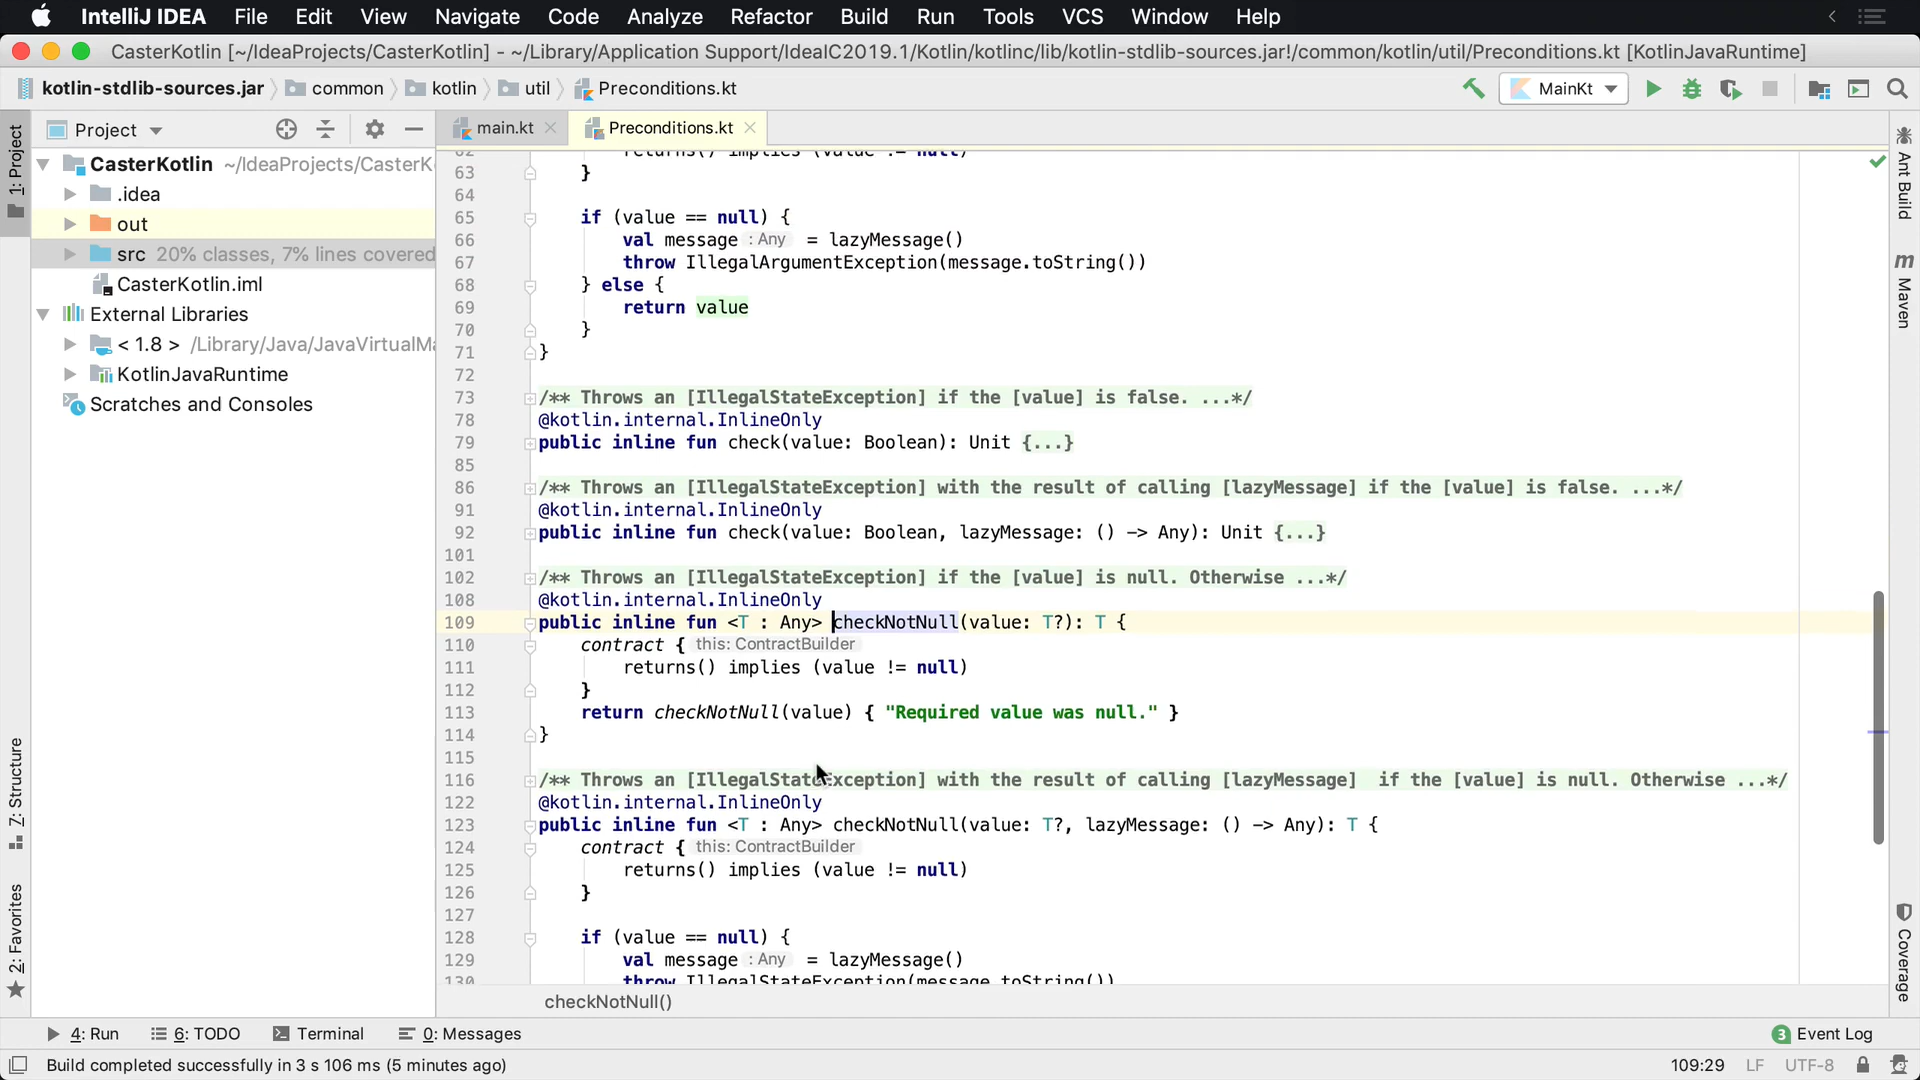 IntelliJ IDEA File Edit View Navigate Code Analyze Refactor Build Run Tools VCS Window Help
CasterKotlin [~/IdeaProjects/CasterKotlin] - ~/Library/Application Support/IdeaIC2019.1/Kotlin/kotlinc/lib/kotlin-stdlib-sources.jar!/common/kotlin/util/Preconditions.kt [KotlinJavaRuntime]
kotlin-stdlib-sources.jar common kotlin util Preconditions.kt MainKt
Project
main.kt Preconditions.kt
1: Project
CasterKotlin ~/IdeaProjects/CasterK
.idea
out
src 20% classes, 7% lines covered
CasterKotlin.iml
External Libraries
< 1.8 > /Library/Java/JavaVirtualMa
KotlinJavaRuntime
Scratches and Consoles
Z: Structure
2: Favorites
62 returns() implies (value != null)
63 }
64
65 if (value == null) {
66 val message : Any = lazyMessage()
67 throw IllegalArgumentException(message.toString())
68 } else {
69 return value
70 }
71 }
72
73 /** Throws an [IllegalStateException] if the [value] is false. ...*/
78 @kotlin.internal.InlineOnly
79 public inline fun check(value: Boolean): Unit {...}
85
86 /** Throws an [IllegalStateException] with the result of calling [lazyMessage] if the [value] is false. ...*/
91 @kotlin.internal.InlineOnly
92 public inline fun check(value: Boolean, lazyMessage: () -> Any): Unit {...}
101
102 /** Throws an [IllegalStateException] if the [value] is null. Otherwise ...*/
108 @kotlin.internal.InlineOnly
109 public inline fun <T : Any> checkNotNull(value: T?): T {
110 contract { this: ContractBuilder
111 returns() implies (value != null)
112 }
113 return checkNotNull(value) { "Required value was null." }
114 }
115
116 /** Throws an [IllegalStateException] with the result of calling [lazyMessage]  if the [value] is null. Otherwise ...*/
122 @kotlin.internal.InlineOnly
123 public inline fun <T : Any> checkNotNull(value: T?, lazyMessage: () -> Any): T {
124 contract { this: ContractBuilder
125 returns() implies (value != null)
126 }
127
128 if (value == null) {
129 val message : Any = lazyMessage()
130 throw IllegalStateException(message.toString())
checkNotNull()
Ant Build
m Maven
Coverage
4: Run 6: TODO Terminal 0: Messages 3 Event Log
Build completed successfully in 3 s 106 ms (5 minutes ago) 109:29 LF UTF-8